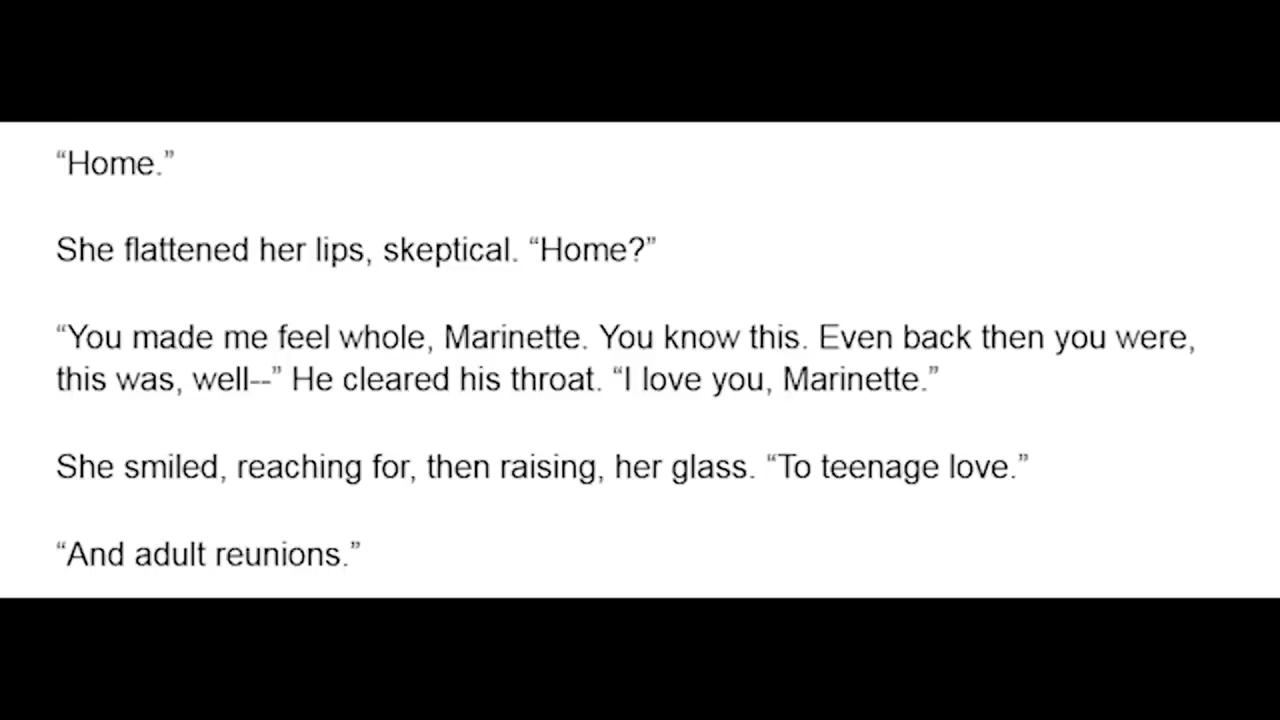 “Home.”
She flattened her lips, skeptical. “Home?”
“You made me feel whole, Marinette. You know this. Even back then you were,
this was, well--” He cleared his throat. “I love you, Marinette.”
She smiled, reaching for, then raising, her glass. “To teenage love.”
“And adult reunions.”